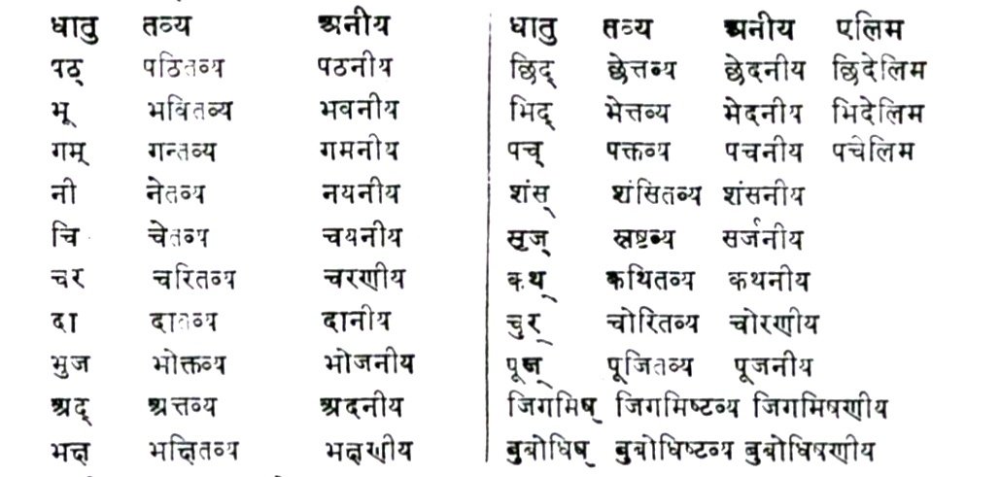 धातु तव्य अनीय
पठ् पठितव्य पठनीय
भू भवितव्य भवनीय
गम् गन्तव्य गमनीय
नी नेतव्य नयनीय
चि चेतव्य चयनीय
चर चरितव्य चरणीय
दा दातव्य दानीय
भुज भोक्तव्य भोजनीय
अद् अत्तव्य अदनीय
भक्ष भक्षितव्य भक्षणीय
धातु तव्य अनीय एलिम
छिद् छेत्तव्य छेदनीय छिदेलिम
भिद् भेत्तव्य भेदनीय भिदेलिम
पच् पक्तव्य पचनीय पचेलिम
शंस् शंसितव्य शंसनीय
सृज् स्रष्टव्य सर्जनीय
कथ् कथितव्य कथनीय
चुर् चोरितव्य चोरणीय
पूज् पूजितव्य पूजनीय
जिगमिष् जिगमिष्टव्य जिगमिषणीय
बुबोधिष् बुबोधिष्टव्य बुबोधिषणीय